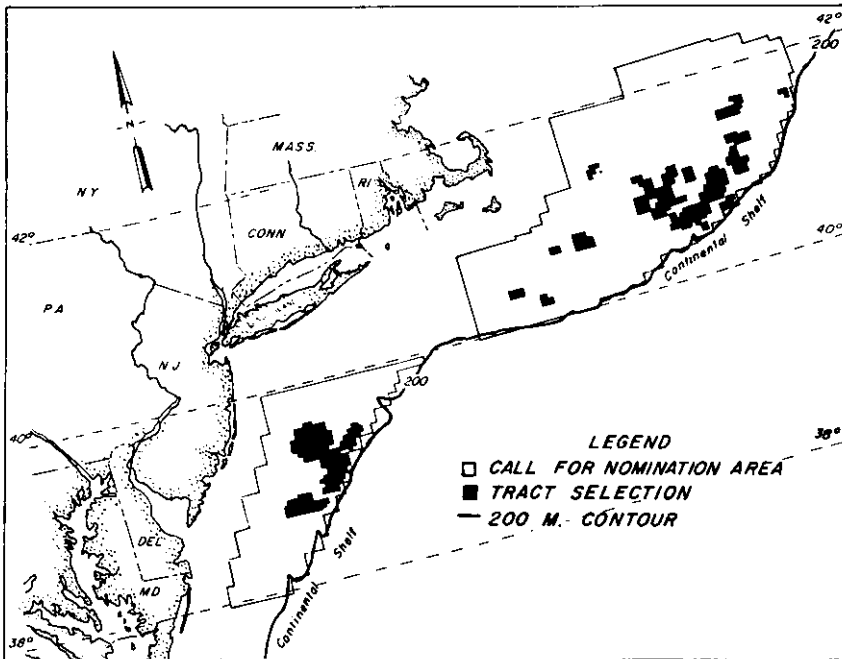 42°
200
N
MASS.
NY
RI
CONN
42°
Continental Shelf
40°
PA
NJ
200
40°
38°
LEGEND
CALL FOR NOMINATION AREA
TRACT SELECTION
200 M. CONTOUR
DEL
MD
Continental Shelf
38°